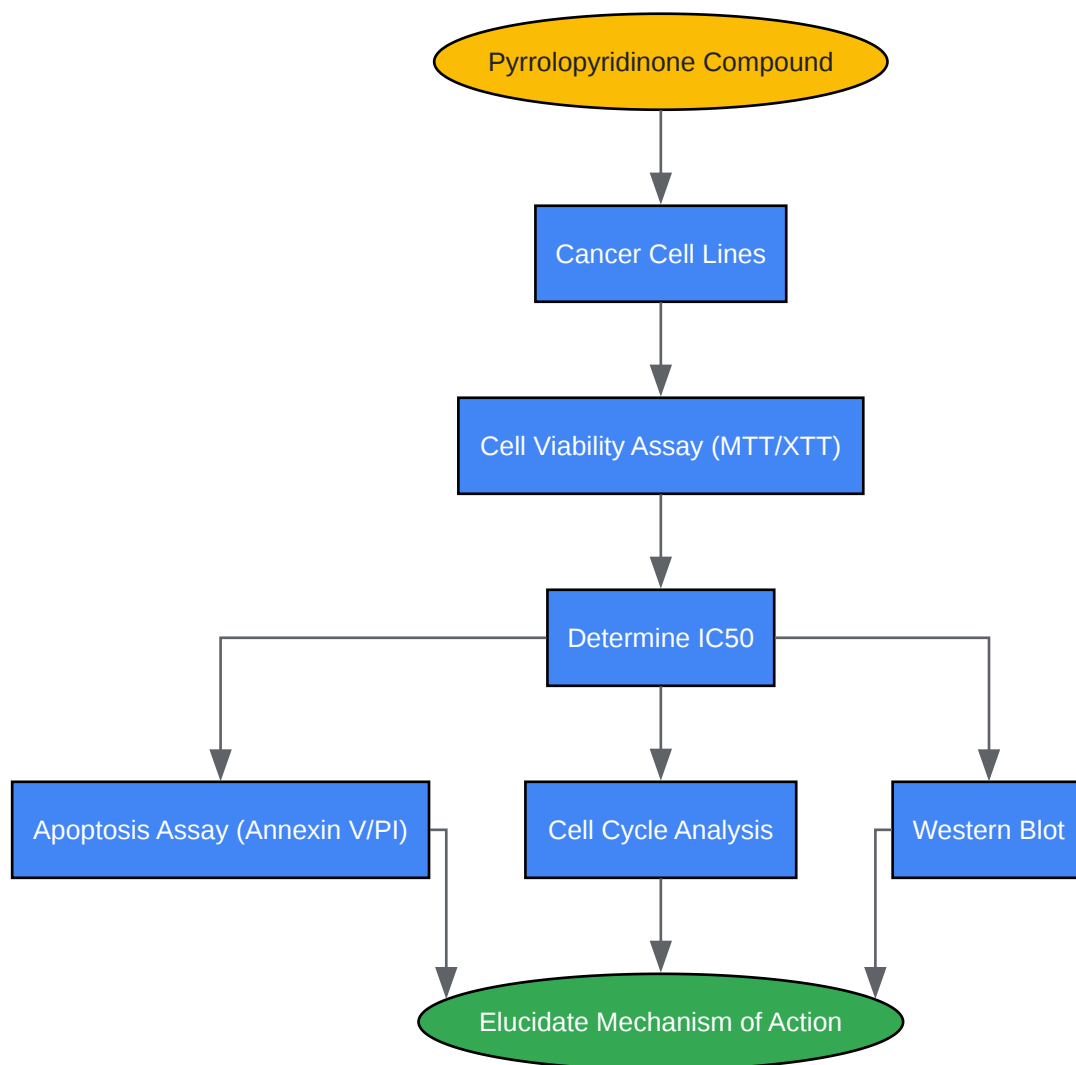 Pyrrolopyridinone Compound
Cancer Cell Lines
Cell Viability Assay (MTT/XTT)
Determine IC50
Apoptosis Assay (Annexin V/PI)
Cell Cycle Analysis
Western Blot
Elucidate Mechanism of Action